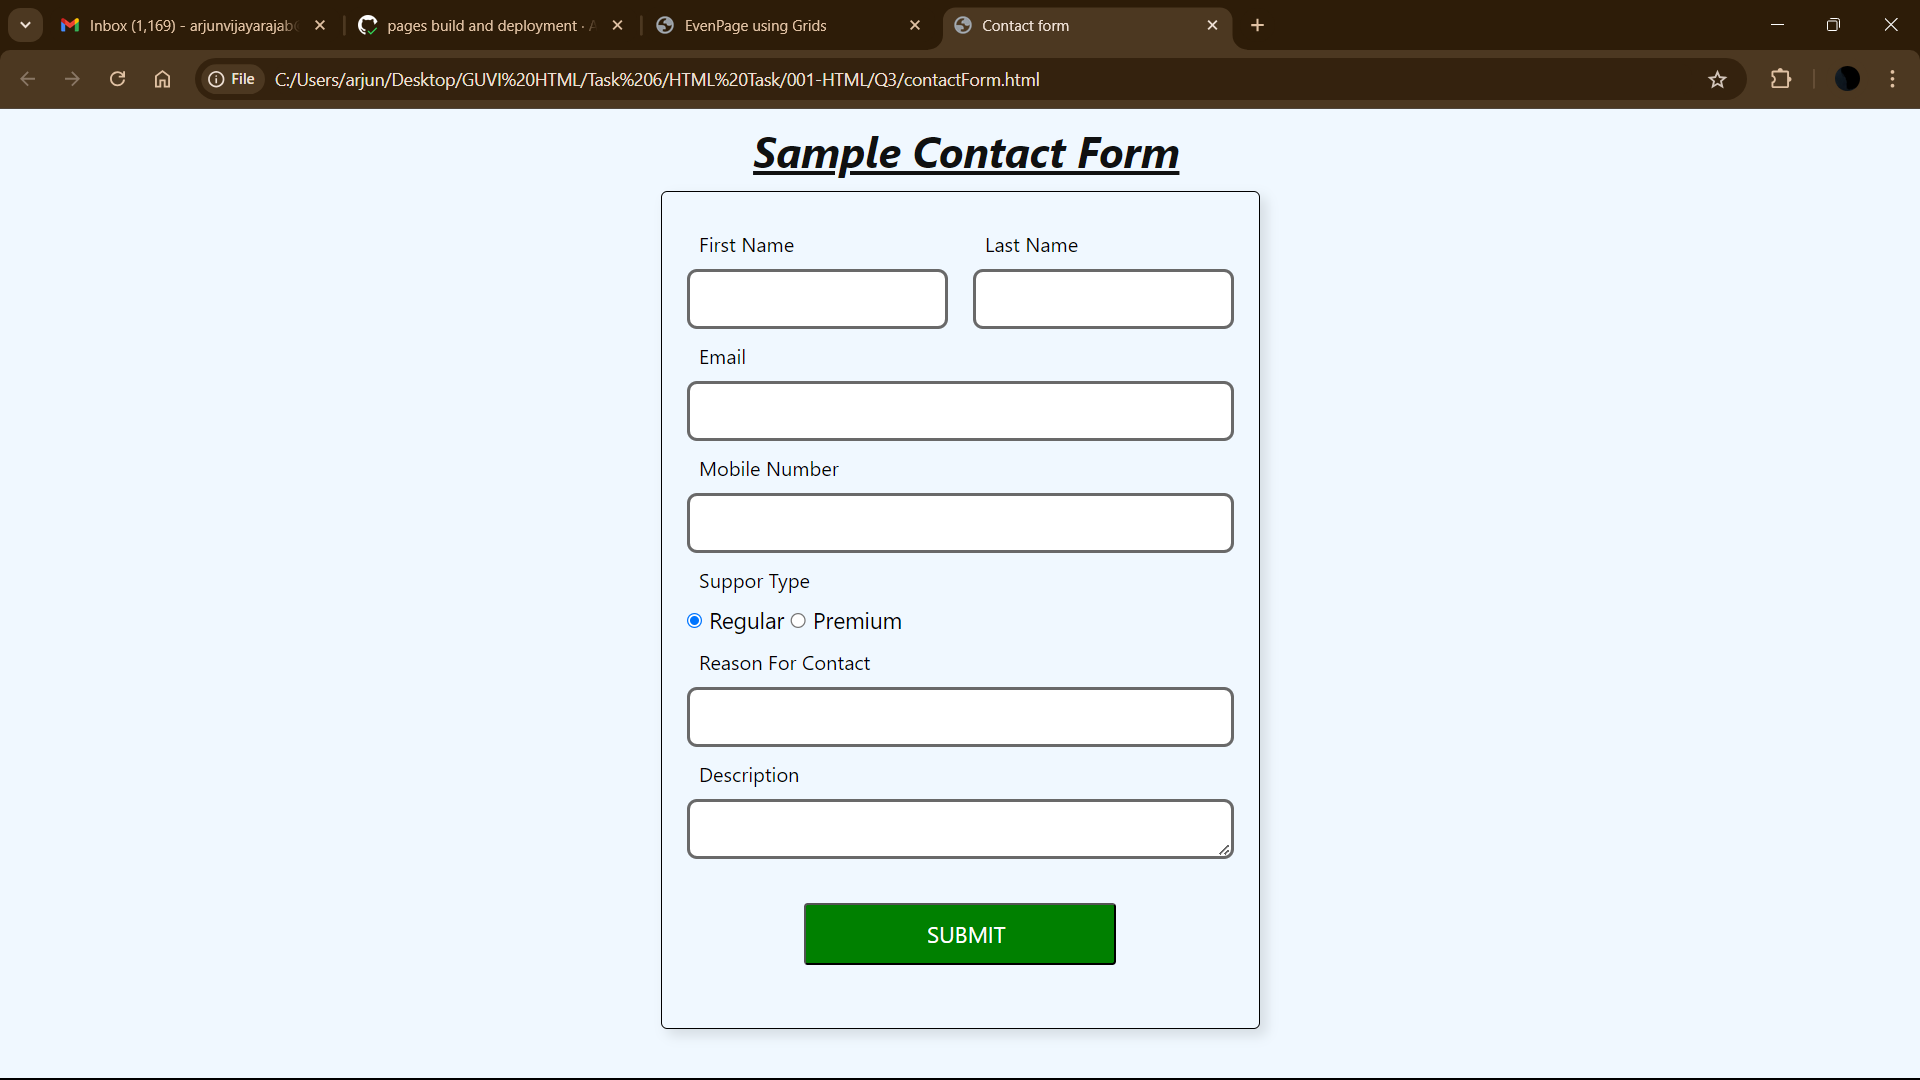 Inbox (1,169) - arjunvijayarajab
pages build and deployment ·
EvenPage using Grids
Contact form
File
C:/Users/arjun/Desktop/GUVI%20HTML/Task%206/HTML%20Task/001-HTML/Q3/contactForm.html
Sample Contact Form
First Name
Last Name
Email
Mobile Number
Suppor Type
Regular
Premium
Reason For Contact
Description
SUBMIT